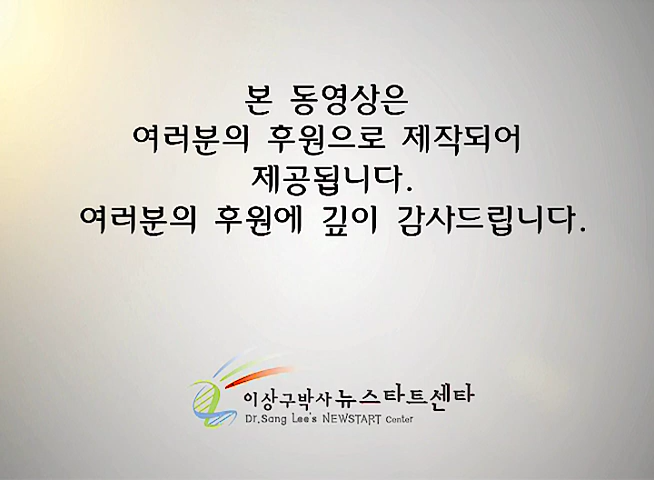 본 동영상은
여러분의 후원으로 제작되어
제공됩니다.
여러분의 후원에 깊이 감사드립니다.
이상구박사 뉴스타트센타
Dr.Sang Lee's NEWSTART Center